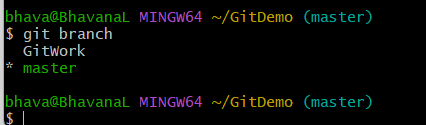 bhava@BhavanaL MINGW64 ~/GitDemo (master)
$ git branch
  GitWork
* master
bhava@BhavanaL MINGW64 ~/GitDemo (master)
$